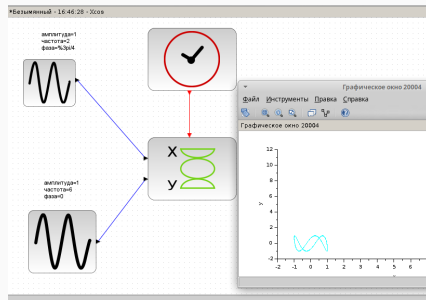 *Безымянный - 16:46:28 - Xcos
амплитуда=1
частота=2
фаза=%3pi/4
Графическое окно 20004
Файл Инструменты Правка Справка
Графическое окно 20004
X
У
амплитуда=1
частота=6
фаза=0
12
10
8
6
y
4
2
0
-2
-2 -1 0 1 2 3 4 5 6